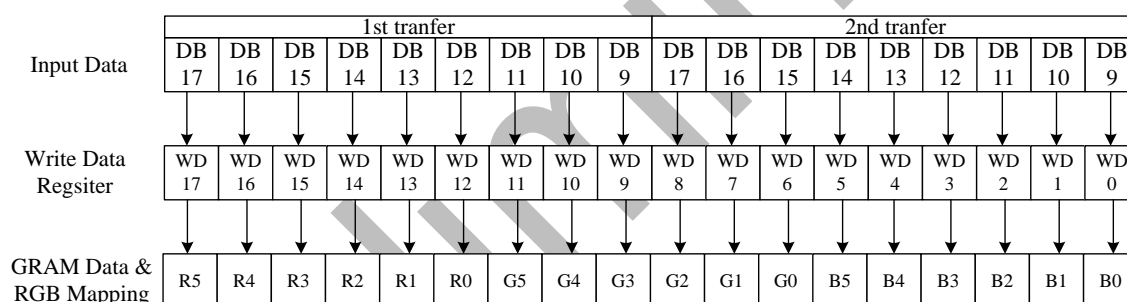 1st tranfer 2nd tranfer
Input Data
DB 17 DB 16 DB 15 DB 14 DB 13 DB 12 DB 11 DB 10 DB 9 DB 17 DB 16 DB 15 DB 14 DB 13 DB 12 DB 11 DB 10 DB 9
Write Data
Regsiter
WD 17 WD 16 WD 15 WD 14 WD 13 WD 12 WD 11 WD 10 WD 9 WD 8 WD 7 WD 6 WD 5 WD 4 WD 3 WD 2 WD 1 WD 0
GRAM Data &
RGB Mapping
R5 R4 R3 R2 R1 R0 G5 G4 G3 G2 G1 G0 B5 B4 B3 B2 B1 B0